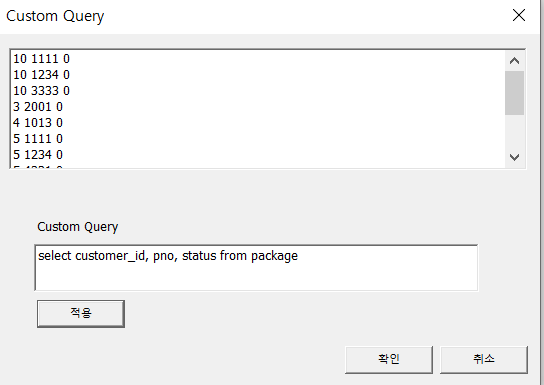 Custom Query
10 1111 0
10 1234 0
10 3333 0
3 2001 0
4 1013 0
5 1111 0
5 1234 0
Custom Query
select customer_id, pno, status from package
적용
확인
취소